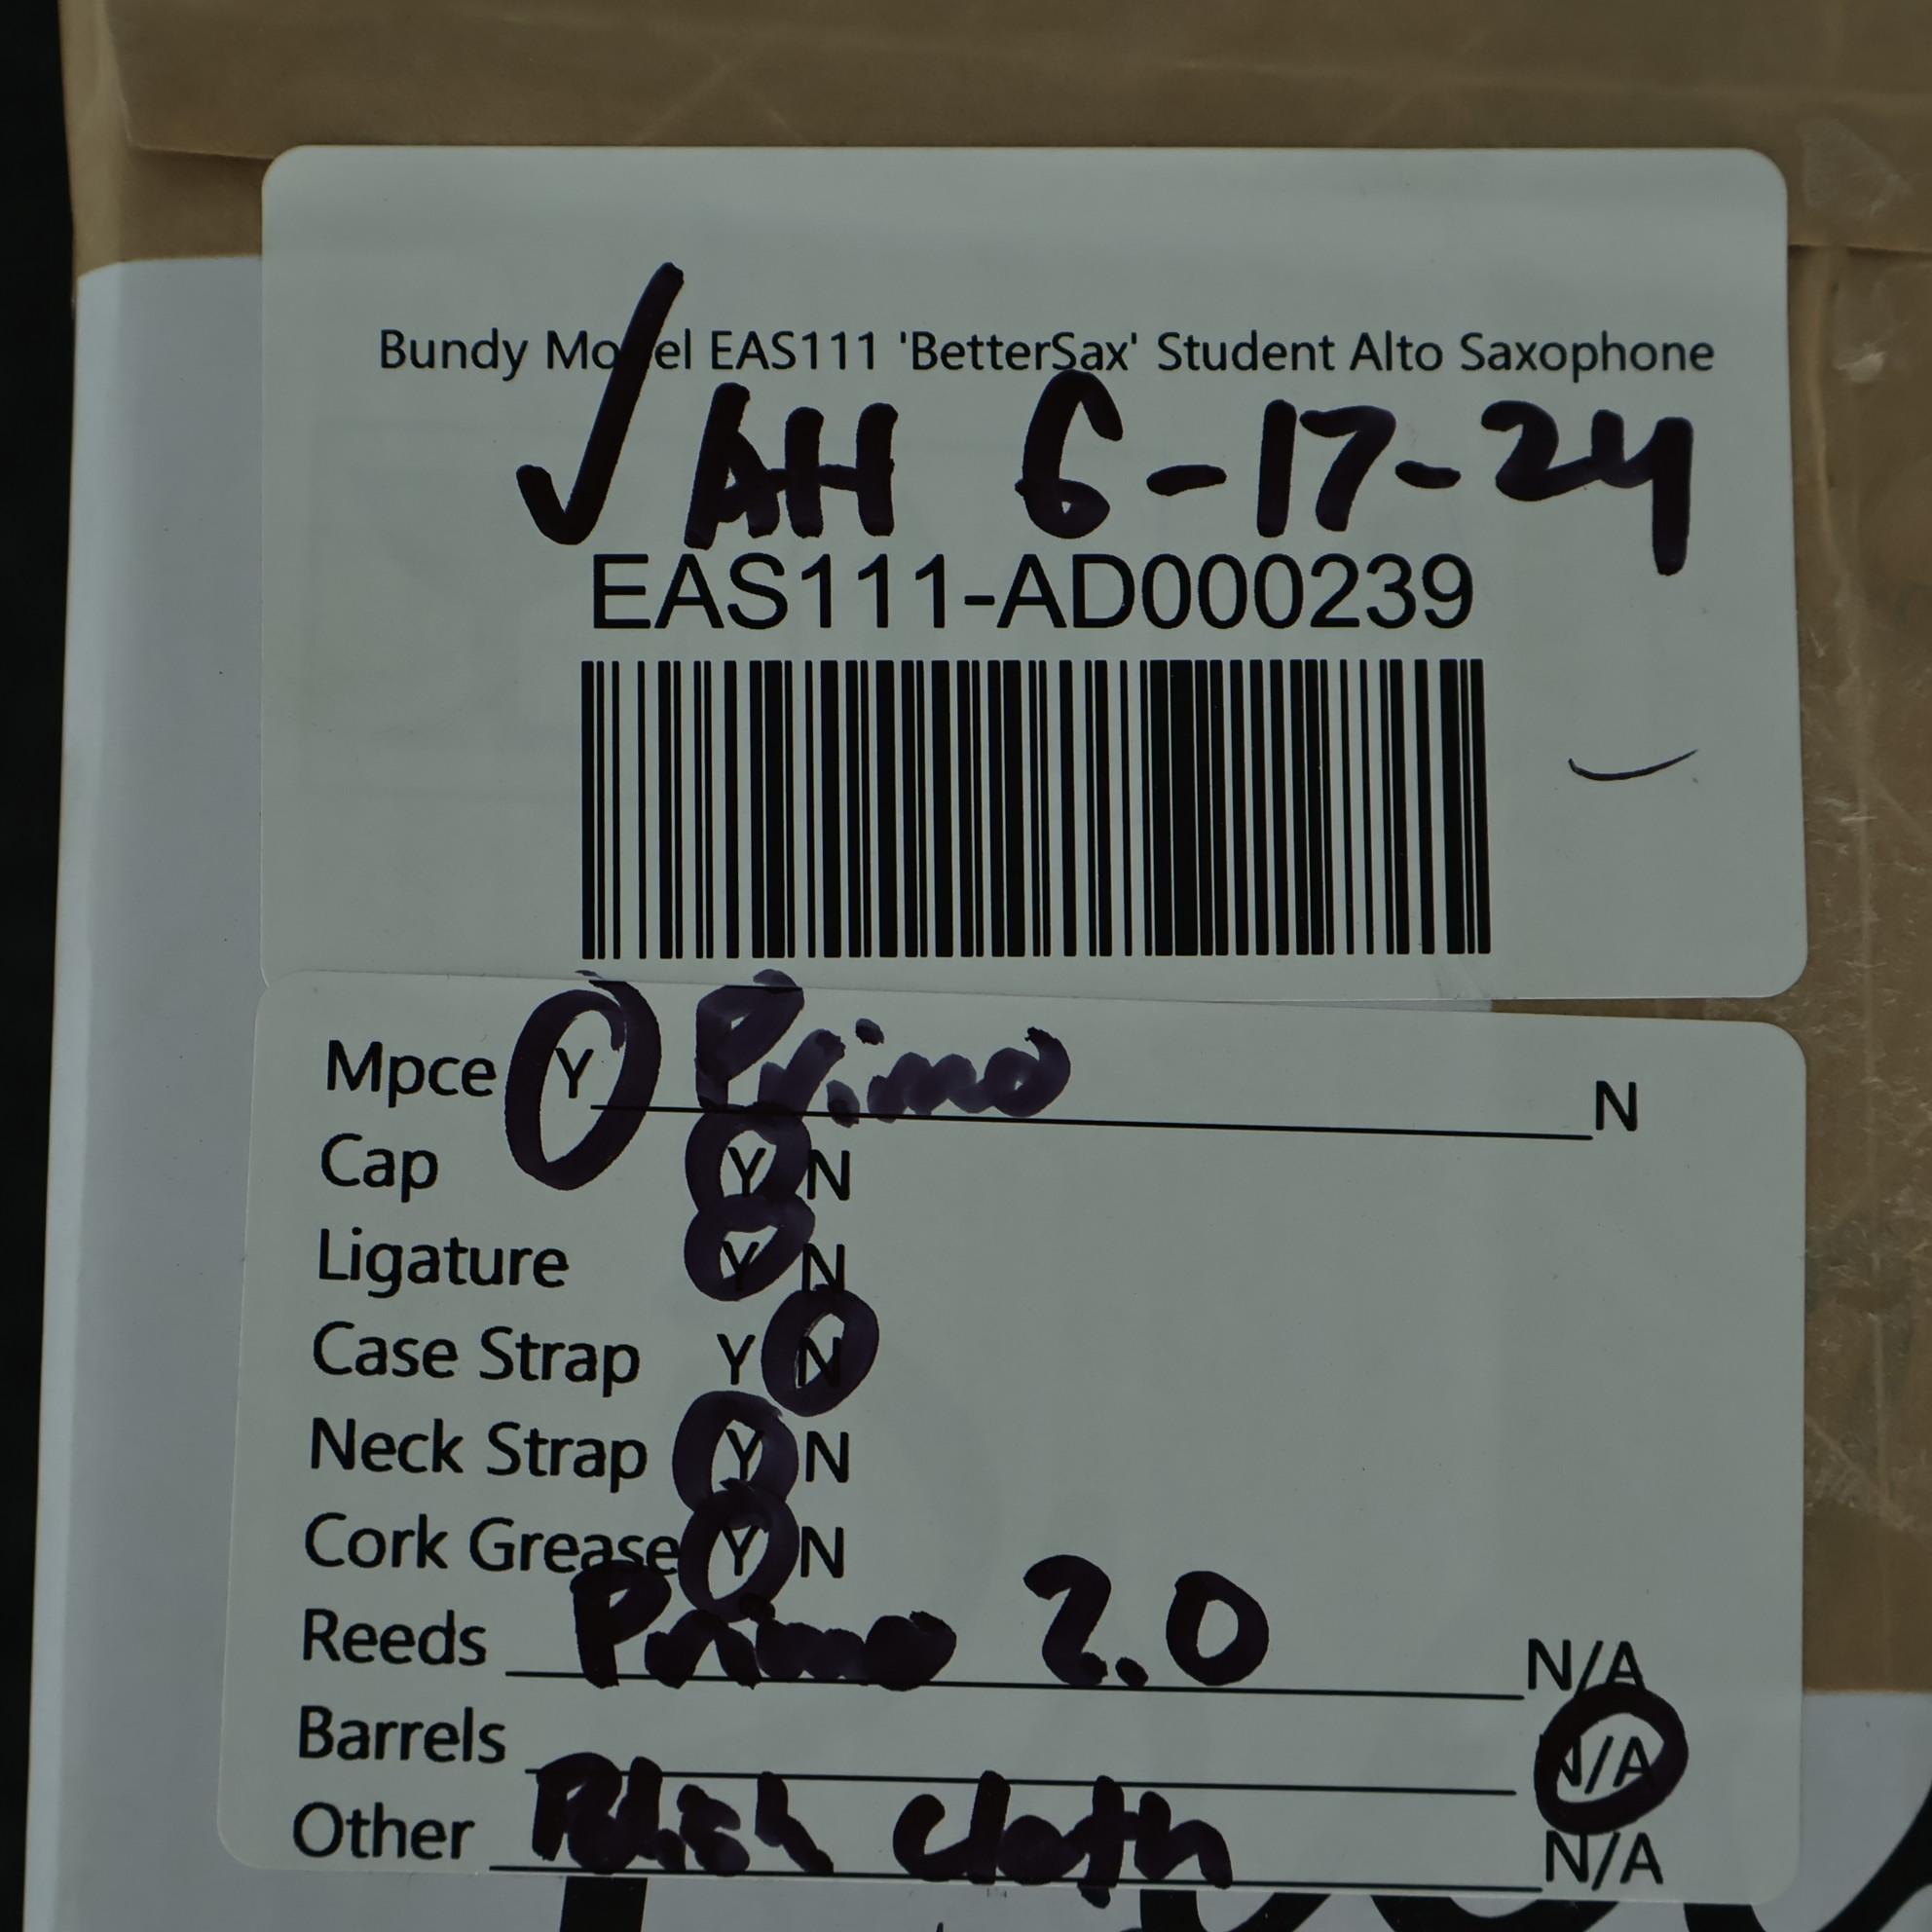 Bundy Model EAS111 'BetterSax' Student Alto Saxophone
✓ AH 6-17-24
EAS111-AD000239
Mpce Y Primo N
Cap Y N
Ligature Y N
Case Strap Y N
Neck Strap Y N
Cork Grease Y N
Reeds Primo 2.0 N/A
Barrels N/A
Other Polish cloth N/A